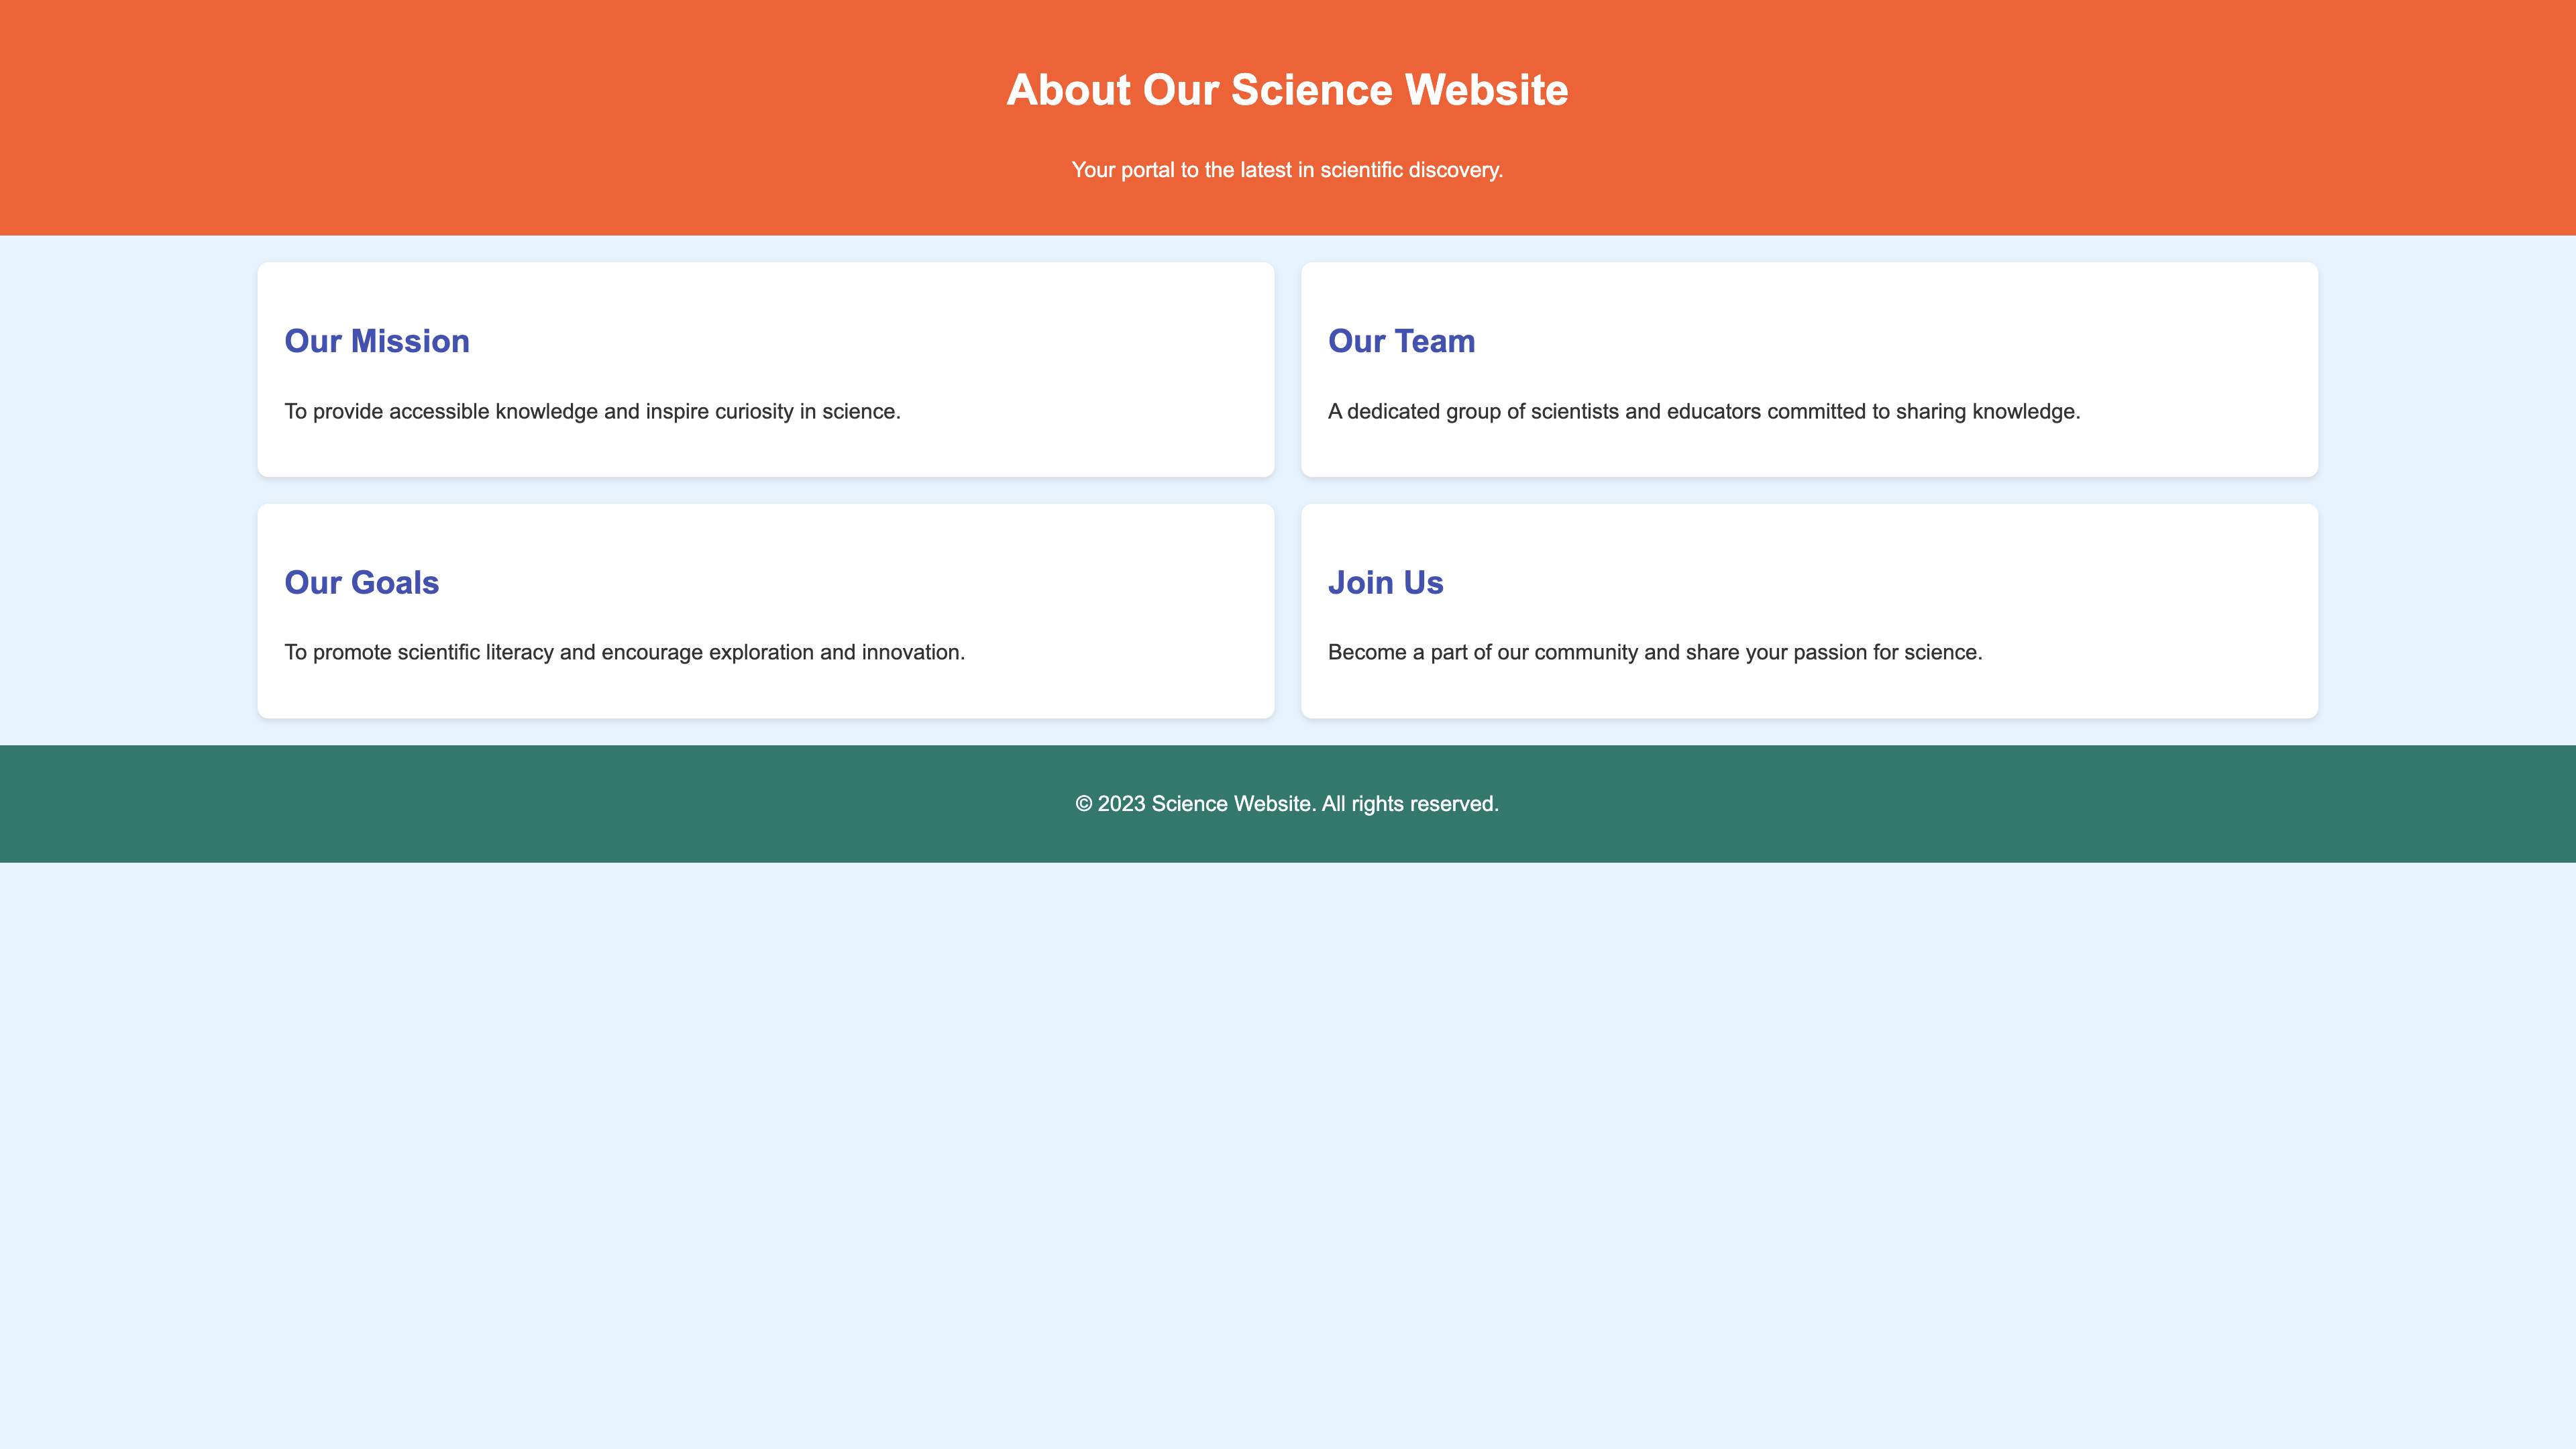 About Our Science Website
Your portal to the latest in scientific discovery.
Our Mission
To provide accessible knowledge and inspire curiosity in science.
Our Team
A dedicated group of scientists and educators committed to sharing knowledge.
Our Goals
To promote scientific literacy and encourage exploration and innovation.
Join Us
Become a part of our community and share your passion for science.
© 2023 Science Website. All rights reserved.